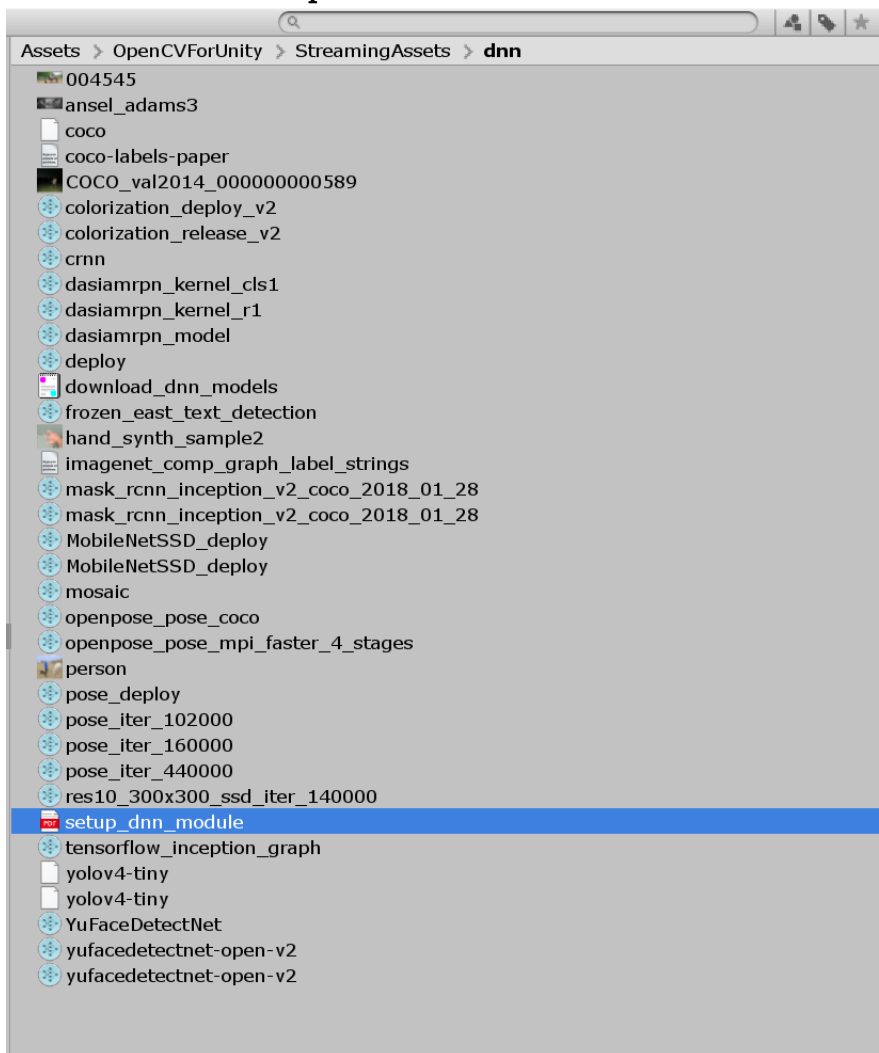 Assets > OpenCVForUnity > StreamingAssets > dnn
004545
ansel_adams3
coco
coco-labels-paper
COCO_val2014_000000000589
colorization_deploy_v2
colorization_release_v2
crnn
dasiamrpn_kernel_cls1
dasiamrpn_kernel_r1
dasiamrpn_model
deploy
download_dnn_models
frozen_east_text_detection
hand_synth_sample2
imagenet_comp_graph_label_strings
mask_rcnn_inception_v2_coco_2018_01_28
mask_rcnn_inception_v2_coco_2018_01_28
MobileNetSSD_deploy
MobileNetSSD_deploy
mosaic
openpose_pose_coco
openpose_pose_mpi_faster_4_stages
person
pose_deploy
pose_iter_102000
pose_iter_160000
pose_iter_440000
res10_300x300_ssd_iter_140000
PDF setup_dnn_module
tensorflow_inception_graph
yolov4-tiny
yolov4-tiny
YuFaceDetectNet
yufacedetectnet-open-v2
yufacedetectnet-open-v2